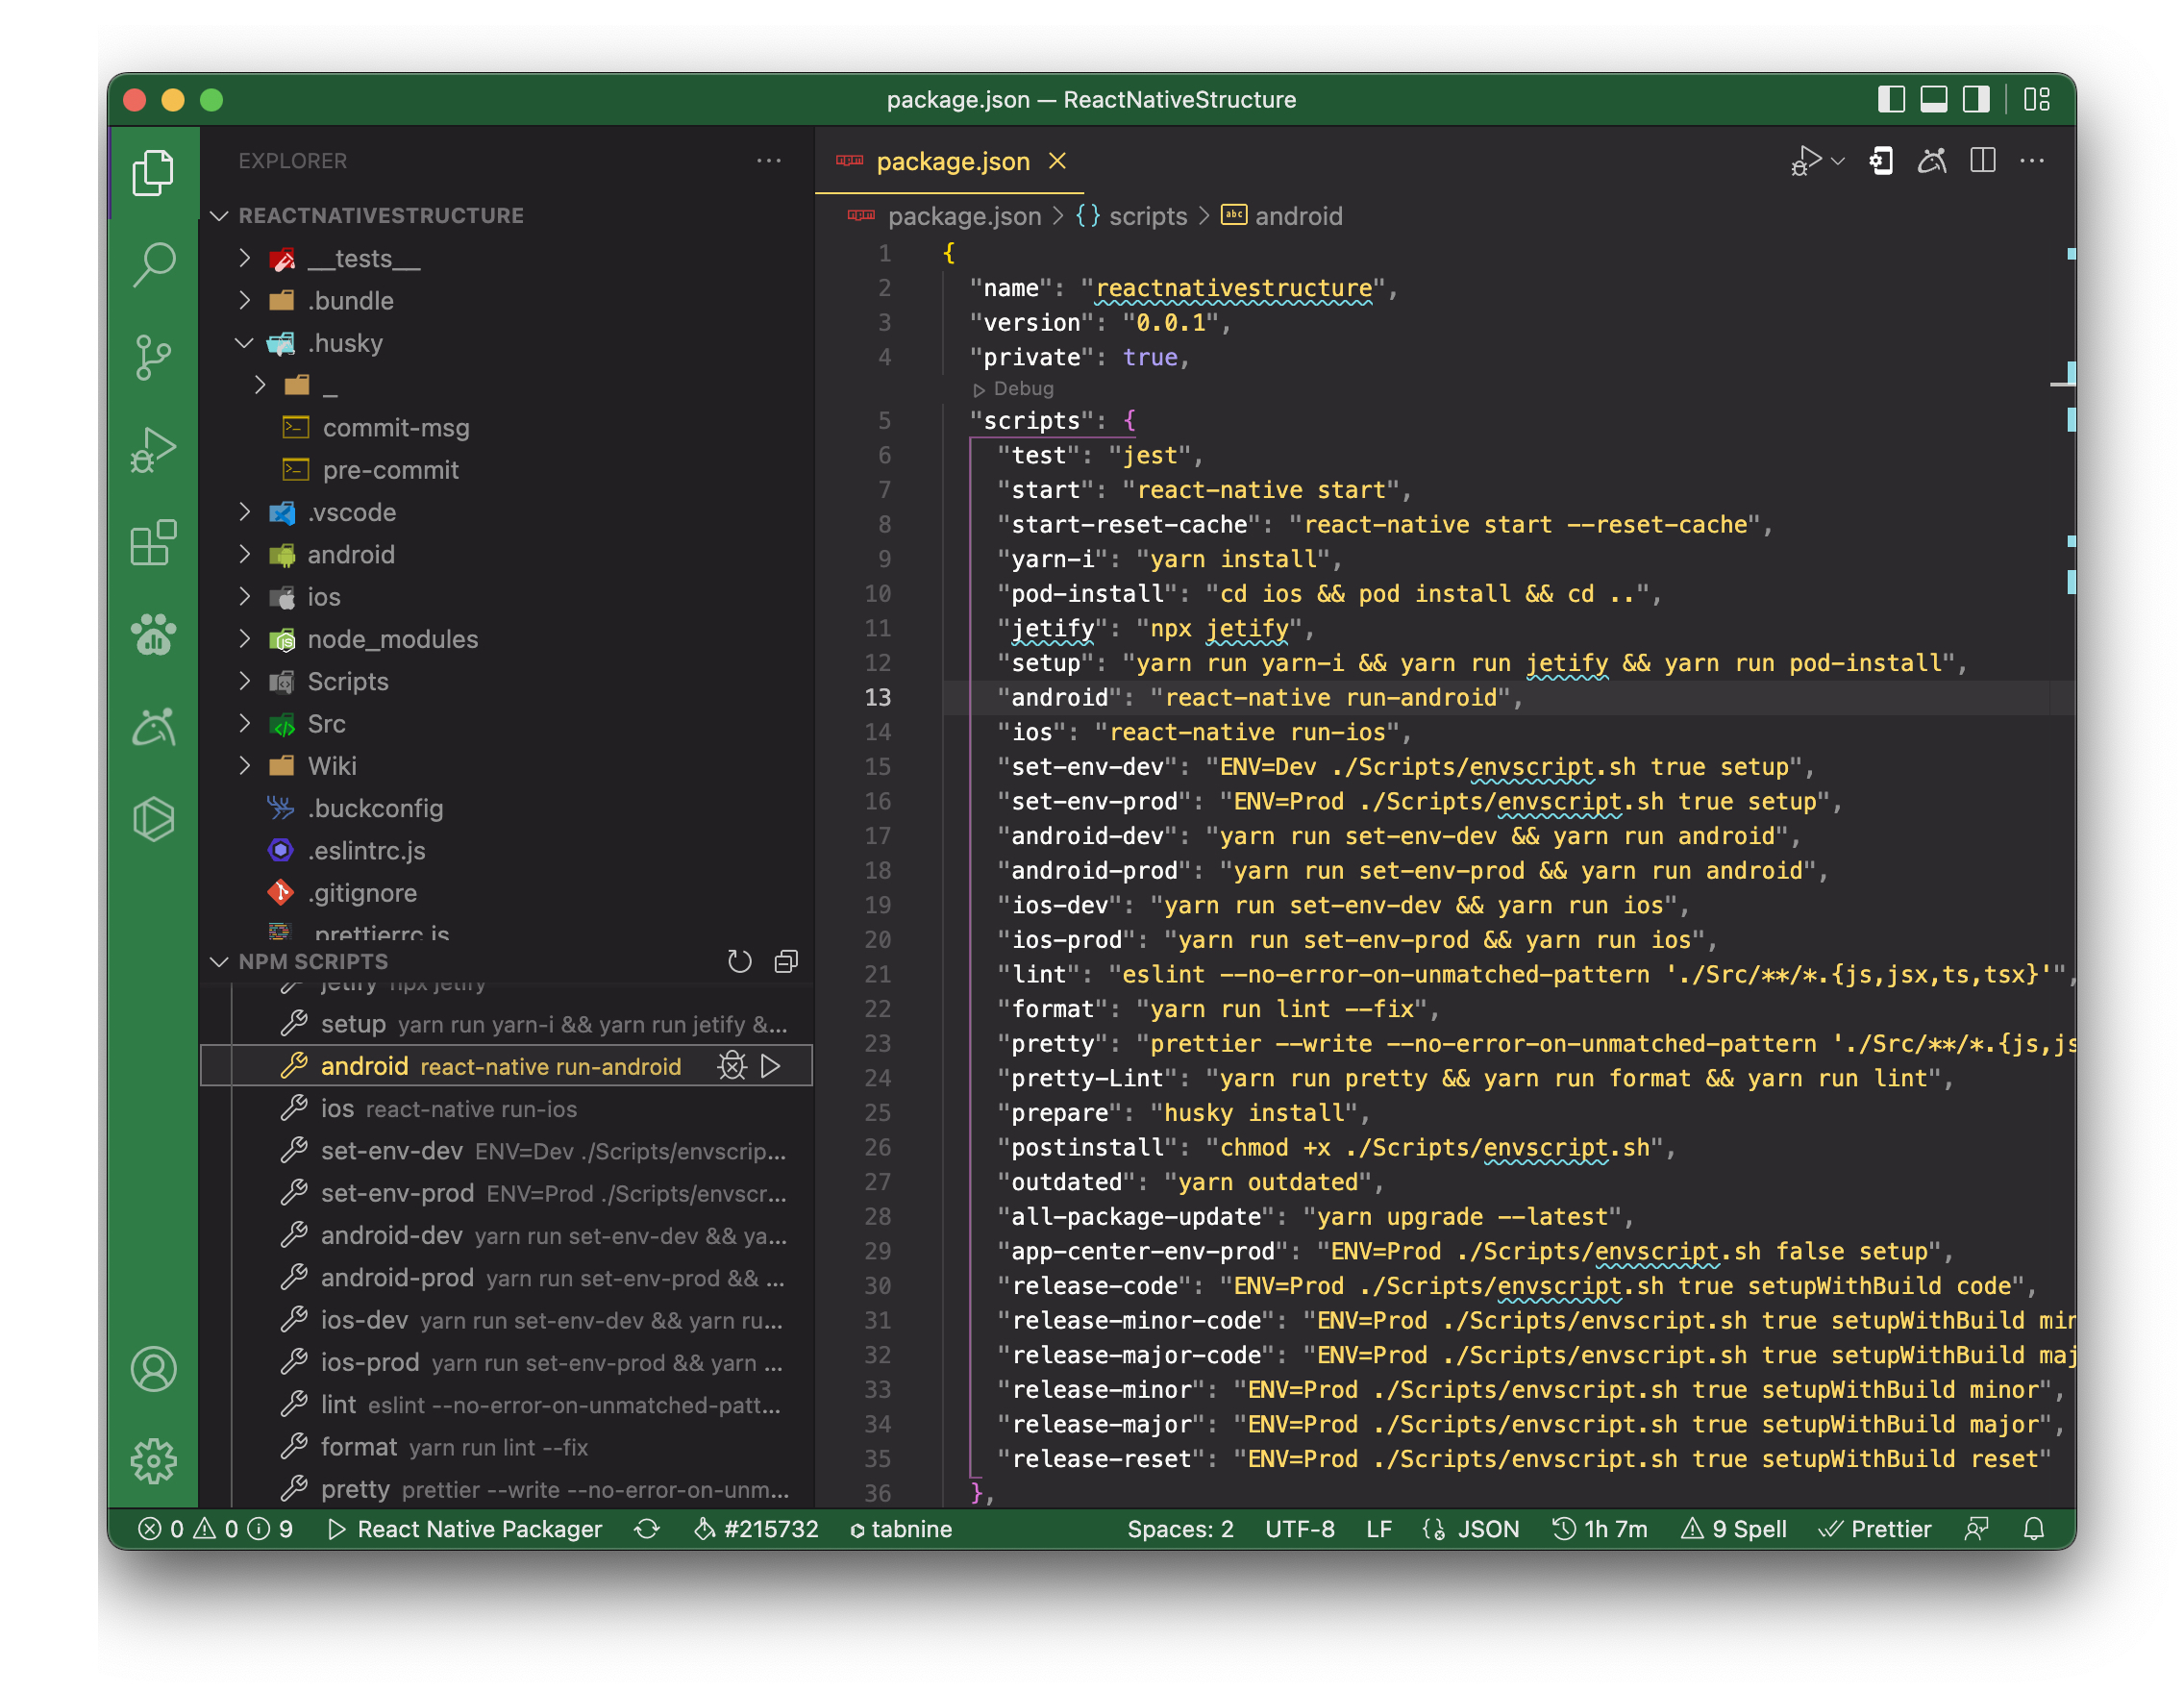 package.json — ReactNativeStructure
EXPLORER
REACTNATIVESTRUCTURE
__tests__
.bundle
.husky
_
commit-msg
pre-commit
.vscode
android
ios
node_modules
Scripts
Src
Wiki
.buckconfig
.eslintrc.js
.gitignore
.prettierrc.js
NPM SCRIPTS
jetify npx jetify
setup yarn run yarn-i && yarn run jetify &...
android react-native run-android
ios react-native run-ios
set-env-dev ENV=Dev ./Scripts/envscrip...
set-env-prod ENV=Prod ./Scripts/envscr...
android-dev yarn run set-env-dev && ya...
android-prod yarn run set-env-prod && ...
ios-dev yarn run set-env-dev && yarn ru...
ios-prod yarn run set-env-prod && yarn ...
lint eslint --no-error-on-unmatched-patt...
format yarn run lint --fix
pretty prettier --write --no-error-on-unm...
package.json
package.json > {} scripts > abc android
1 {
2 "name": "reactnativestructure",
3 "version": "0.0.1",
4 "private": true,
Debug
5 "scripts": {
6 "test": "jest",
7 "start": "react-native start",
8 "start-reset-cache": "react-native start --reset-cache",
9 "yarn-i": "yarn install",
10 "pod-install": "cd ios && pod install && cd ..",
11 "jetify": "npx jetify",
12 "setup": "yarn run yarn-i && yarn run jetify && yarn run pod-install",
13 "android": "react-native run-android",
14 "ios": "react-native run-ios",
15 "set-env-dev": "ENV=Dev ./Scripts/envscript.sh true setup",
16 "set-env-prod": "ENV=Prod ./Scripts/envscript.sh true setup",
17 "android-dev": "yarn run set-env-dev && yarn run android",
18 "android-prod": "yarn run set-env-prod && yarn run android",
19 "ios-dev": "yarn run set-env-dev && yarn run ios",
20 "ios-prod": "yarn run set-env-prod && yarn run ios",
21 "lint": "eslint --no-error-on-unmatched-pattern './Src/**/*.{js,jsx,ts,tsx}'",
22 "format": "yarn run lint --fix",
23 "pretty": "prettier --write --no-error-on-unmatched-pattern './Src/**/*.{js,js
24 "pretty-Lint": "yarn run pretty && yarn run format && yarn run lint",
25 "prepare": "husky install",
26 "postinstall": "chmod +x ./Scripts/envscript.sh",
27 "outdated": "yarn outdated",
28 "all-package-update": "yarn upgrade --latest",
29 "app-center-env-prod": "ENV=Prod ./Scripts/envscript.sh false setup",
30 "release-code": "ENV=Prod ./Scripts/envscript.sh true setupWithBuild code",
31 "release-minor-code": "ENV=Prod ./Scripts/envscript.sh true setupWithBuild min
32 "release-major-code": "ENV=Prod ./Scripts/envscript.sh true setupWithBuild maj
33 "release-minor": "ENV=Prod ./Scripts/envscript.sh true setupWithBuild minor",
34 "release-major": "ENV=Prod ./Scripts/envscript.sh true setupWithBuild major",
35 "release-reset": "ENV=Prod ./Scripts/envscript.sh true setupWithBuild reset"
36 },
0 0 9 React Native Packager #215732 tabnine Spaces: 2 UTF-8 LF JSON 1h 7m 9 Spell Prettier